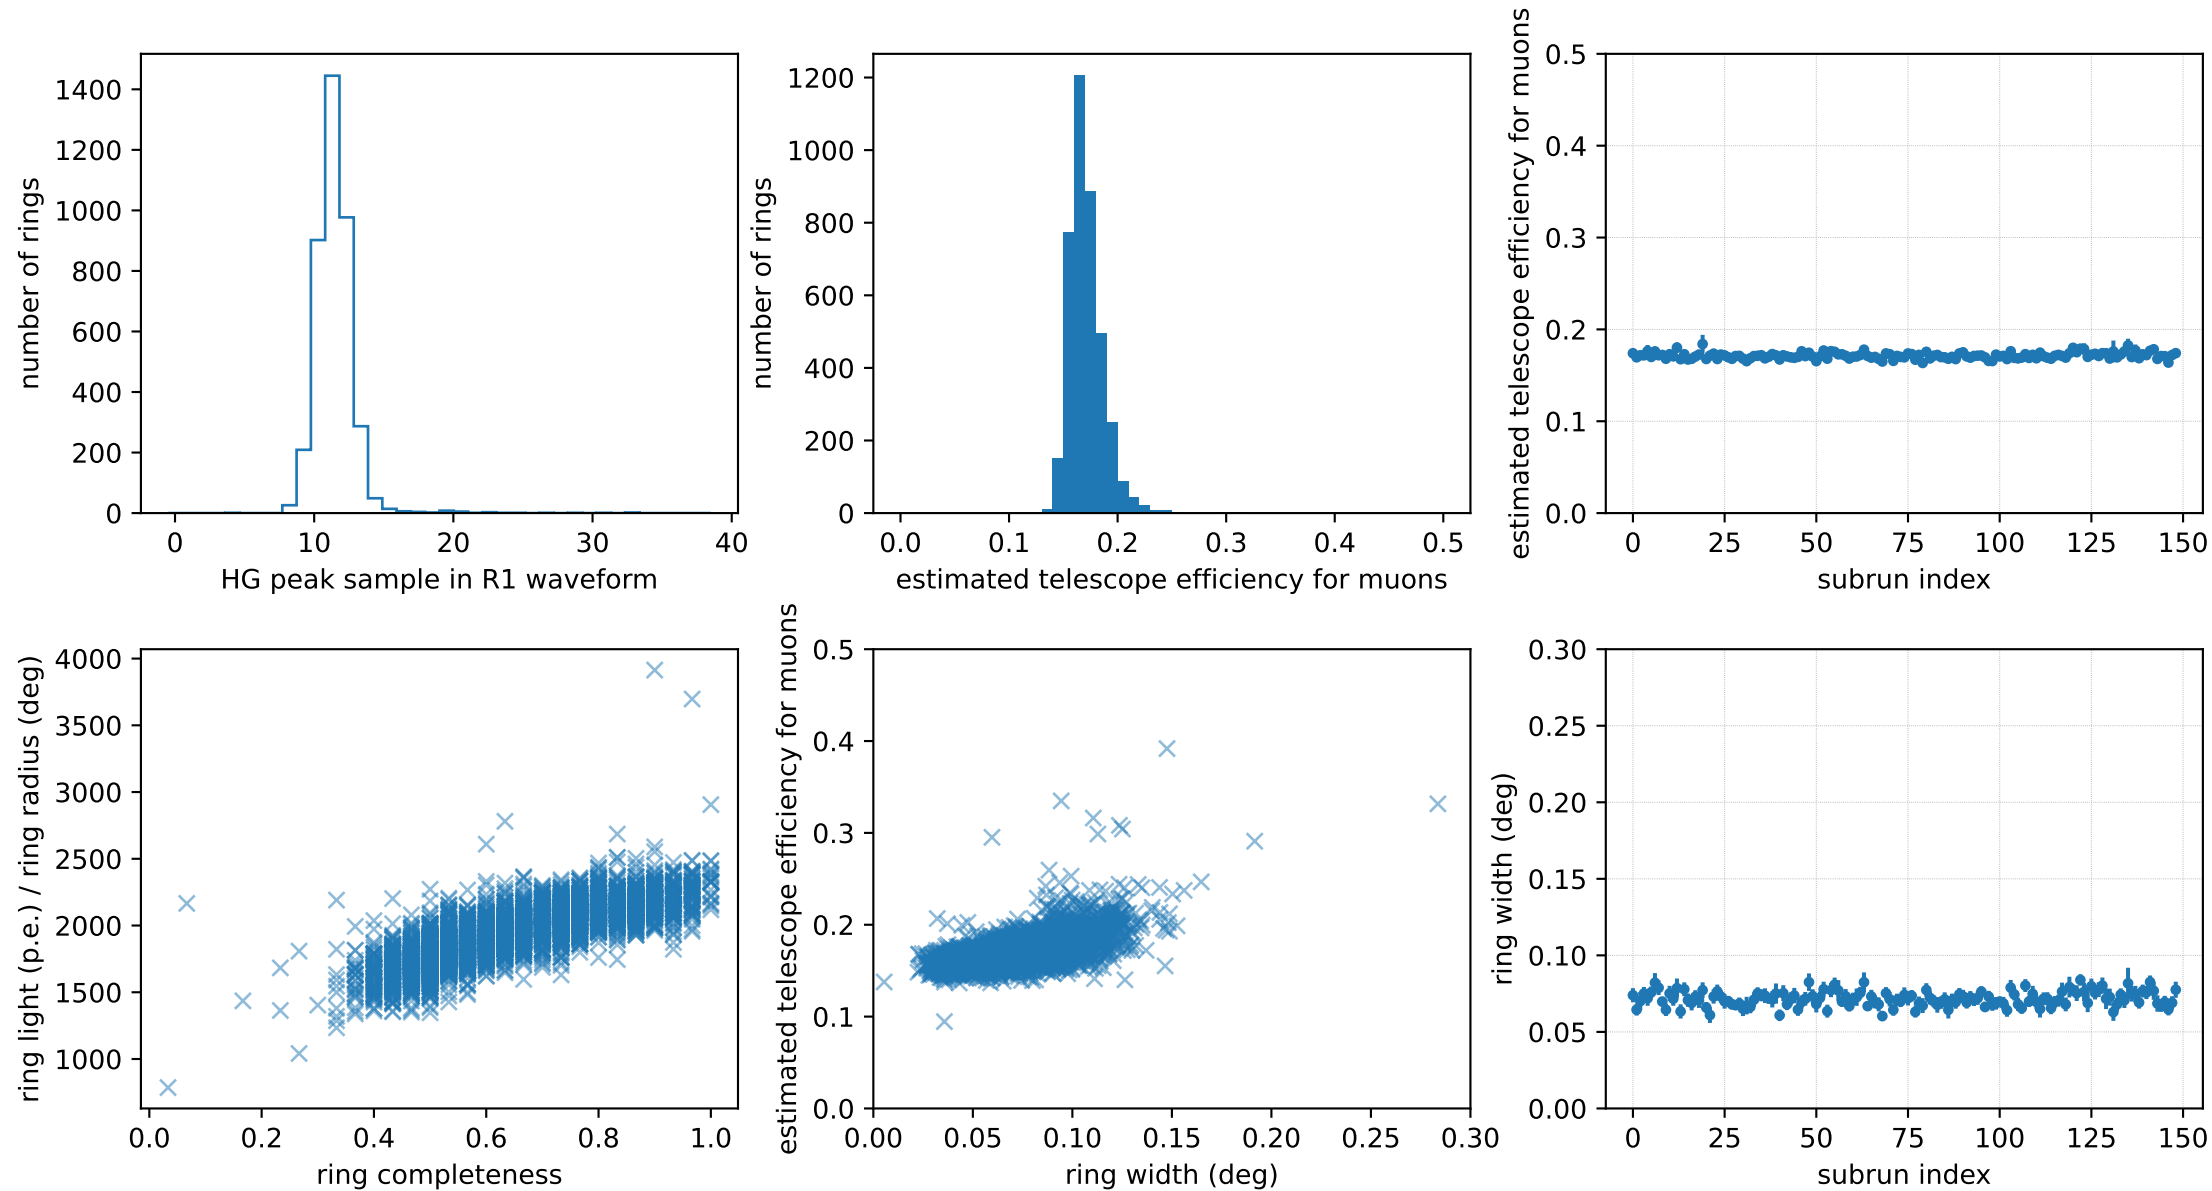 number of rings
1400
1200
1000
800
600
400
200
0
0 10 20 30 40
HG peak sample in R1 waveform
number of rings
1200
1000
800
600
400
200
0
0.0 0.1 0.2 0.3 0.4 0.5
estimated telescope efficiency for muons
estimated telescope efficiency for muons
0.5
0.4
0.3
0.2
0.1
0.0
0 25 50 75 100 125 150
subrun index
ring light (p.e.) / ring radius (deg)
4000
3500
3000
2500
2000
1500
1000
0.0 0.2 0.4 0.6 0.8 1.0
ring completeness
estimated telescope efficiency for muons
0.5
0.4
0.3
0.2
0.1
0.0
0.00 0.05 0.10 0.15 0.20 0.25 0.30
ring width (deg)
ring width (deg)
0.30
0.25
0.20
0.15
0.10
0.05
0.00
0 25 50 75 100 125 150
subrun index